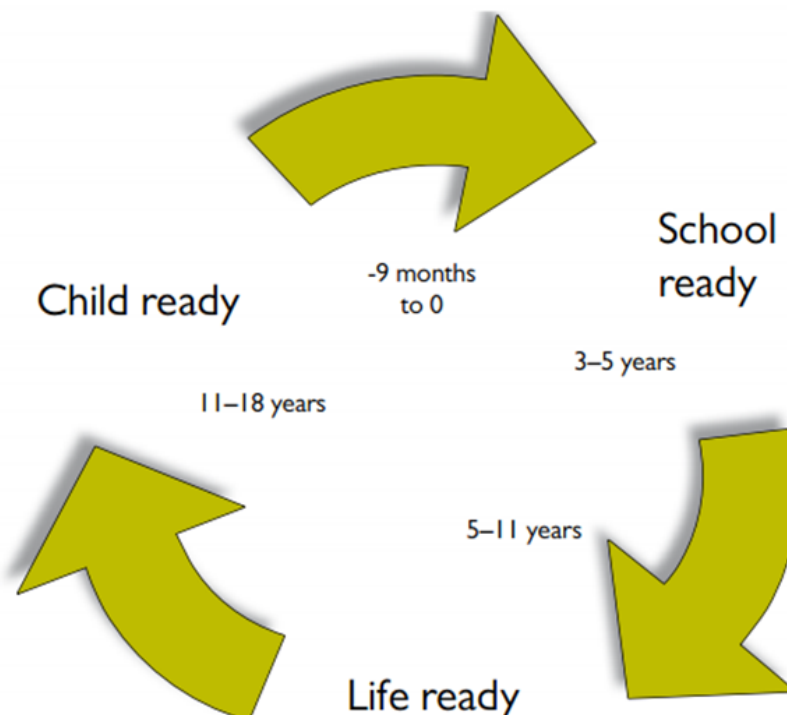 School
ready
-9 months
to 0
Child ready
3–5 years
11–18 years
5–11 years
Life ready